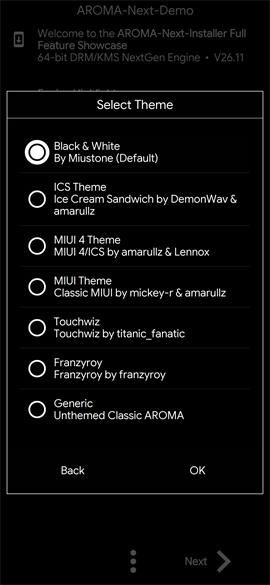 AROMA-Next-Demo
Welcome to the AROMA-Next-Installer Full
Feature Showcase
64-bit DRM/KMS NextGen Engine • V26.11
Select Theme
Black & White
By Miustone (Default)
ICS Theme
Ice Cream Sandwich by DemonWav &
amarullz
MIUI 4 Theme
MIUI 4/ICS by amarullz & Lennox
MIUI Theme
Classic MIUI by mickey-r & amarullz
Touchwiz
Touchwiz by titanic_fanatic
Franzyroy
Franzyroy by franzyroy
Generic
Unthemed Classic AROMA
Back
OK
Next